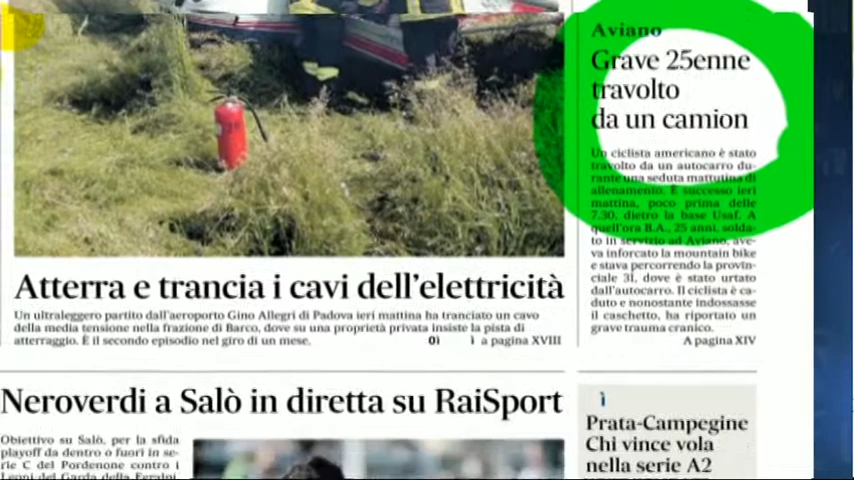 Aviano
Grave 25enne
travolto
da un camion
Un ciclista americano è stato
travolto da un autocarro du-
rante una seduta mattutina di
allenamento. È successo ieri
mattina, poco prima delle
7.30, dietro la base Usaf. A
quell'ora B.A., 25 anni, solda-
to in servizio ad Aviano, ave-
va inforcato la mountain bike
e stava percorrendo la provin-
ciale 31, dove è stato urtato
dall'autocarro. Il ciclista è ca-
duto e nonostante indossasse
il caschetto, ha riportato un
grave trauma cranico.
A pagina XIV
Atterra e trancia i cavi dell'elettricità
Un ultraleggero partito dall'aeroporto Gino Allegri di Padova ieri mattina ha tranciato un cavo
della media tensione nella frazione di Barco, dove su una proprietà privata insiste la pista di
atterraggio. È il secondo episodio nel giro di un mese.
a pagina XVIII
Neroverdi a Salò in diretta su RaiSport
Obiettivo su Salò, per la sfida
playoff da dentro o fuori in se-
rie C del Pordenone contro i
Leoni del Garda della Feralpi
Prata-Campegine
Chi vince vola
nella serie A2